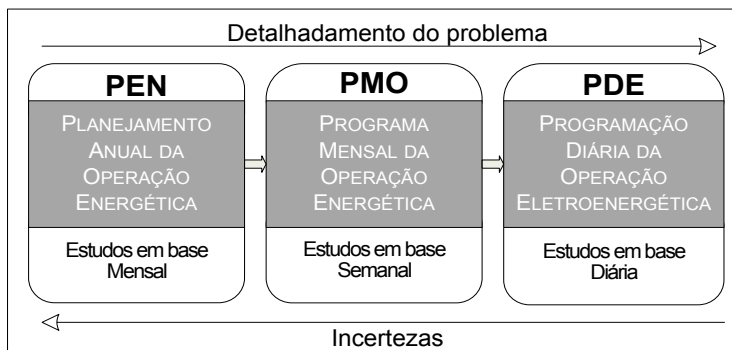 Detalhadamento do problema
PEN
PLANEJAMENTO
ANUAL DA
OPERAÇÃO
ENERGÉTICA
Estudos em base
Mensal
PMO
PROGRAMA
MENSAL DA
OPERAÇÃO
ENERGÉTICA
Estudos em base
Semanal
PDE
PROGRAMAÇÃO
DIÁRIA DA
OPERAÇÃO
ELETROENERGÉTICA
Estudos em base
Diária
Incertezas